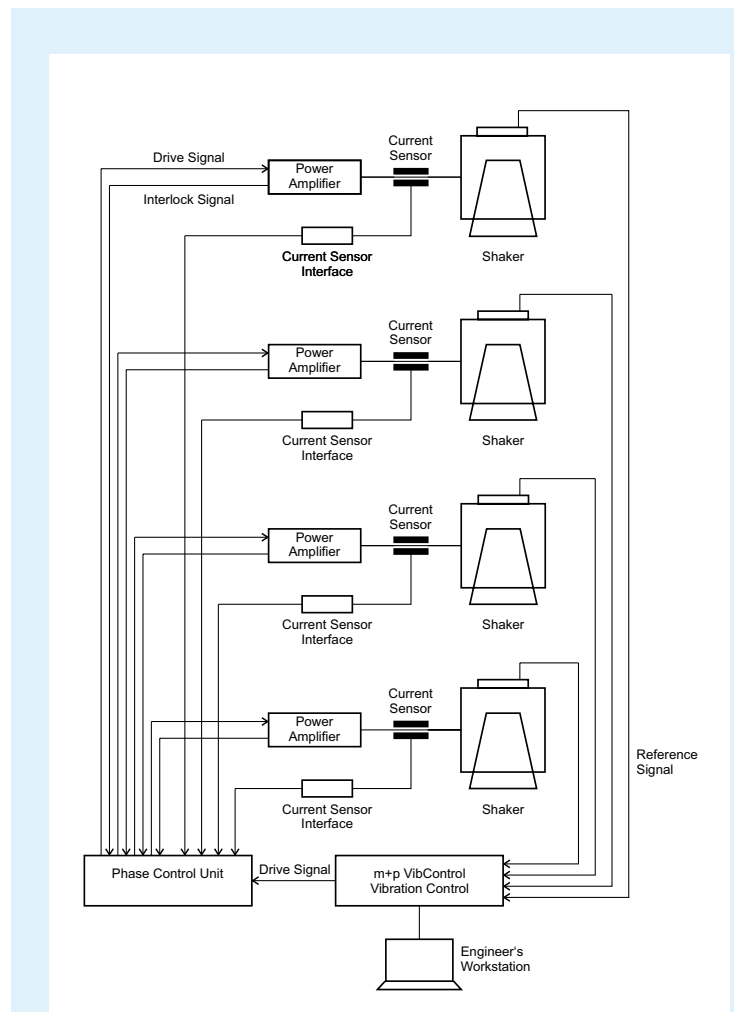 Drive Signal
Interlock Signal
Power
Amplifier
Current
Sensor
Current Sensor
Interface
Shaker
Power
Amplifier
Current
Sensor
Current Sensor
Interface
Shaker
Power
Amplifier
Current
Sensor
Current Sensor
Interface
Shaker
Power
Amplifier
Current
Sensor
Current Sensor
Interface
Shaker
Reference
Signal
Phase Control Unit
Drive Signal
m+p VibControl
Vibration Control
Engineer‘s
Workstation